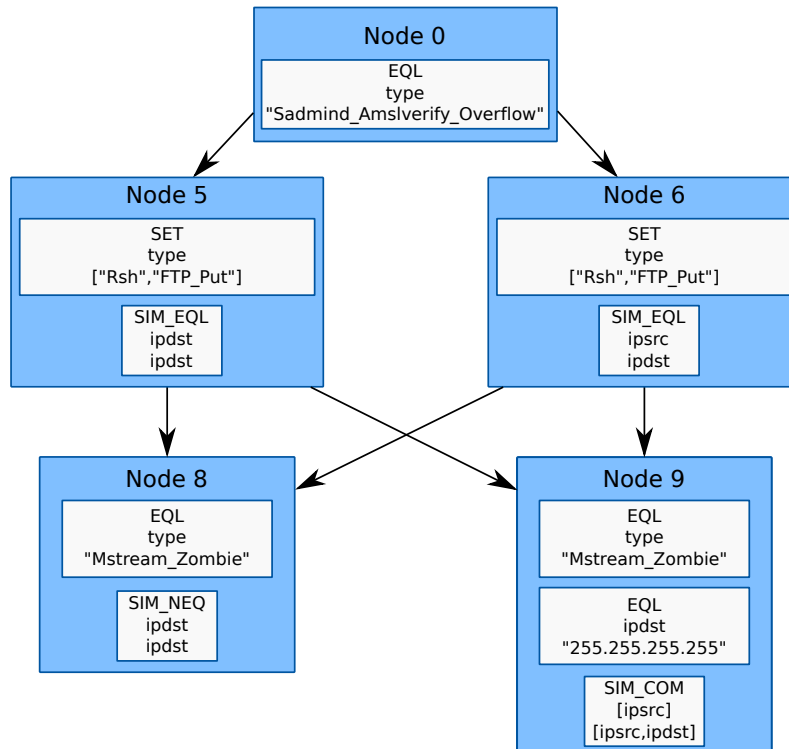 Node 0
EQL
type
"Sadmind_Amslverify_Overflow"
Node 5
SET
type
["Rsh","FTP_Put"]
SIM_EQL
ipdst
ipdst
Node 6
SET
type
["Rsh","FTP_Put"]
SIM_EQL
ipsrc
ipdst
Node 8
EQL
type
"Mstream_Zombie"
SIM_NEQ
ipdst
ipdst
Node 9
EQL
type
"Mstream_Zombie"
EQL
ipdst
"255.255.255.255"
SIM_COM
[ipsrc]
[ipsrc,ipdst]